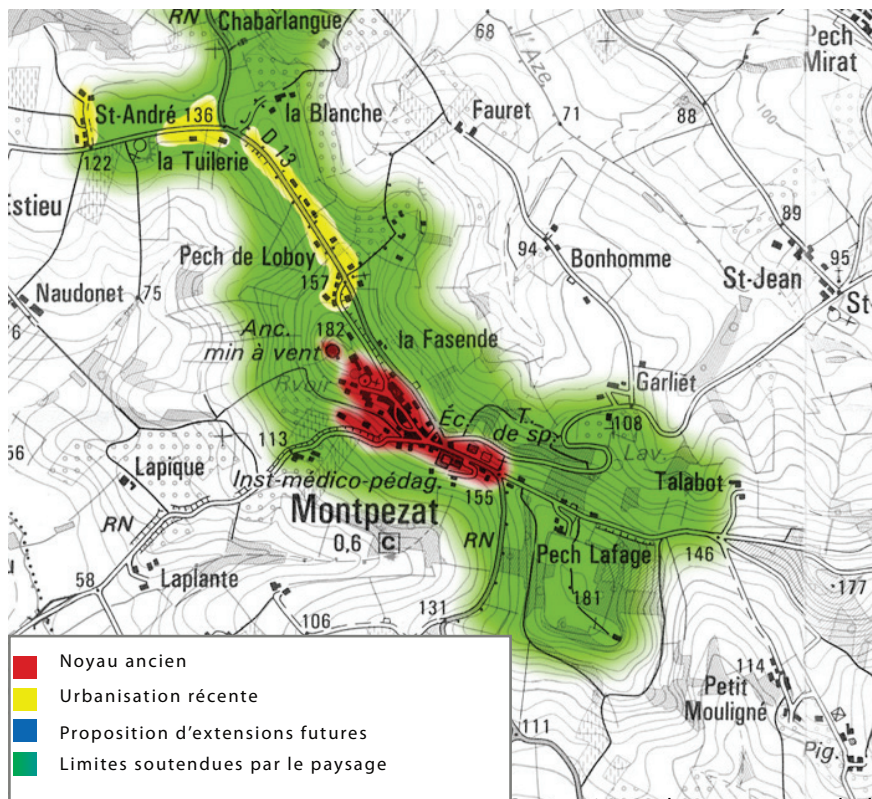 RN
Chabarlangue
68
l'Aze
Pech
Mirat
St-André
136
la Blanche
Fauret
71
88
100
122
la Tuilerie
D 13
Estieu
94
89
Pech de Loboy
157
Bonhomme
95
St-Jean
St-
Naudonet
75
76
Anc.
min à vent
182
la Fasende
Rvoir
Garliet
Éc.
T.
de sp.
108
113
Lav.
56
Lapique
Inst-médico-pédag.
155
Talabot
Montpezat
RN
0,6 C
RN
Pech Lafage
146
58
Laplante
181
177
106
131
114
Petit
Mouligné
111
Pig.
Noyau ancien
Urbanisation récente
Proposition d'extensions futures
Limites soutendues par le paysage